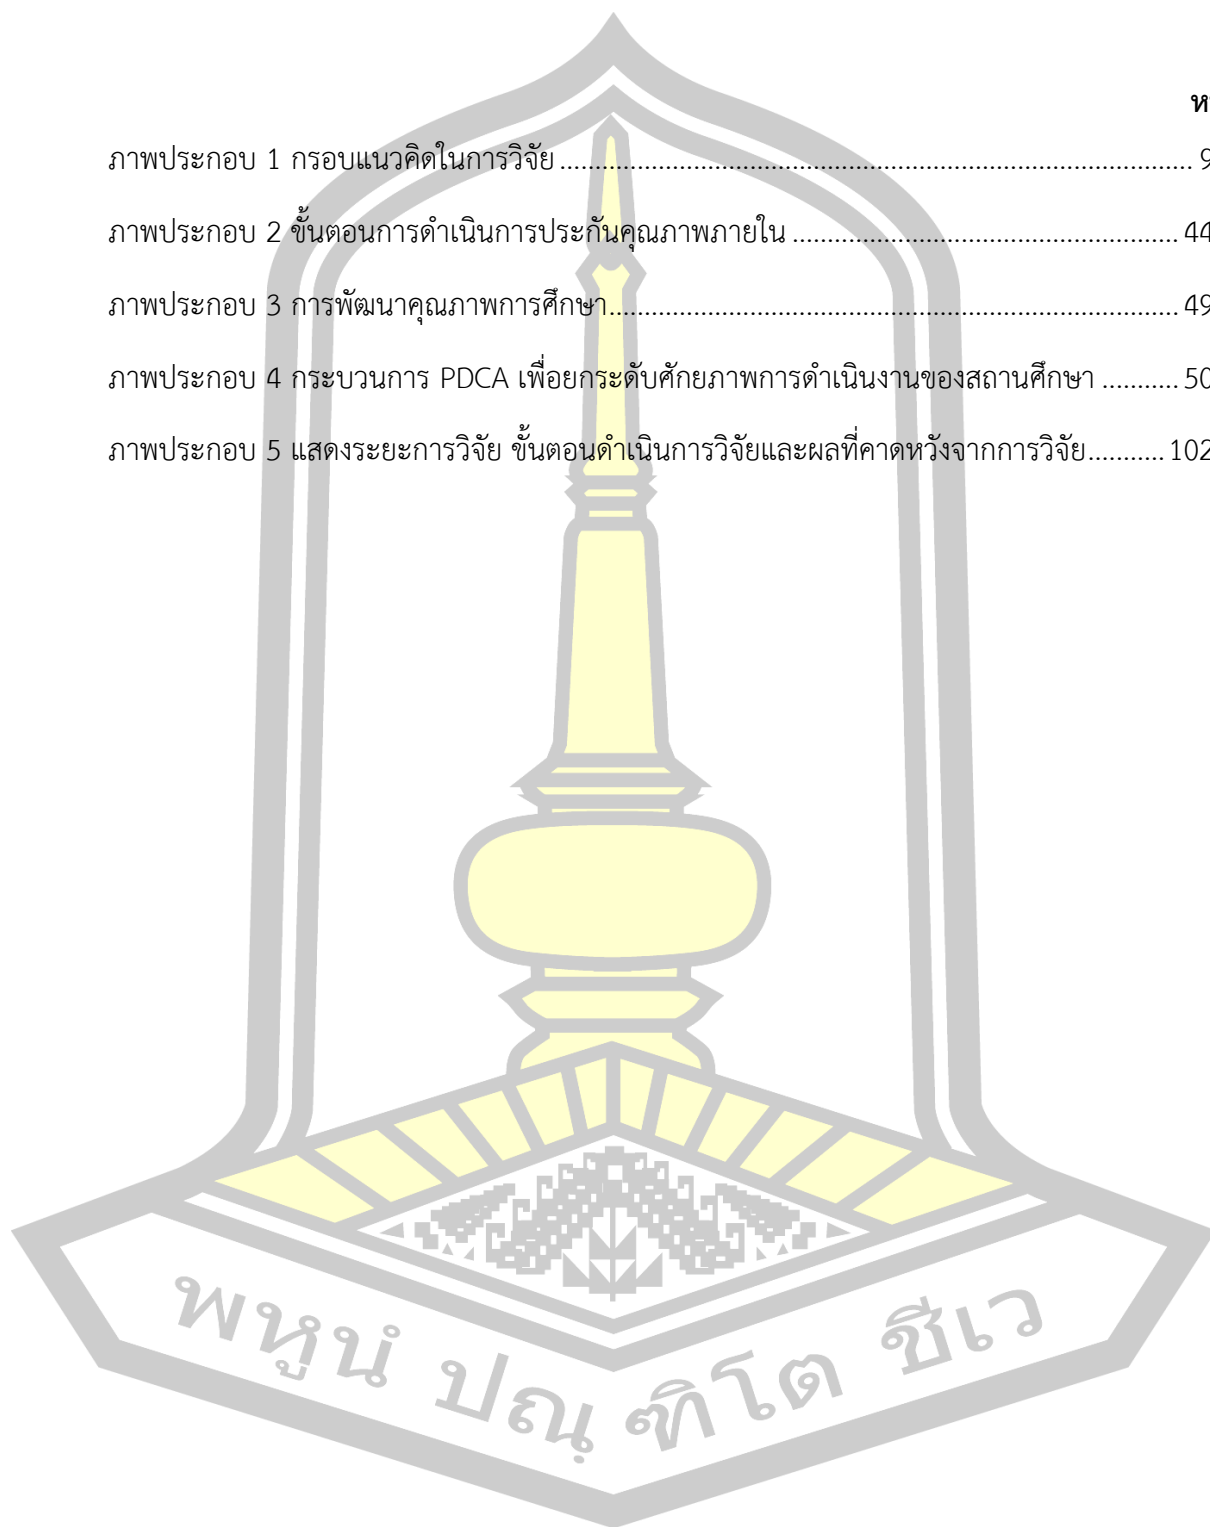 ภาพประกอบ 1 กรอบแนวคิดในการวิจัย ........................................................................................ 9
ภาพประกอบ 2 ขั้นตอนการดำเนินการประกันคุณภาพภายใน ...................................................... 44
ภาพประกอบ 3 การพัฒนาคุณภาพการศึกษา................................................................................ 49
ภาพประกอบ 4 กระบวนการ PDCA เพื่อยกระดับศักยภาพการดำเนินงานของสถานศึกษา ........... 50
ภาพประกอบ 5 แสดงระยะการวิจัย ขั้นตอนดำเนินการวิจัยและผลที่คาดหวังจากการวิจัย........... 102
พหูนํ ปณฺฑิโต ชีเว